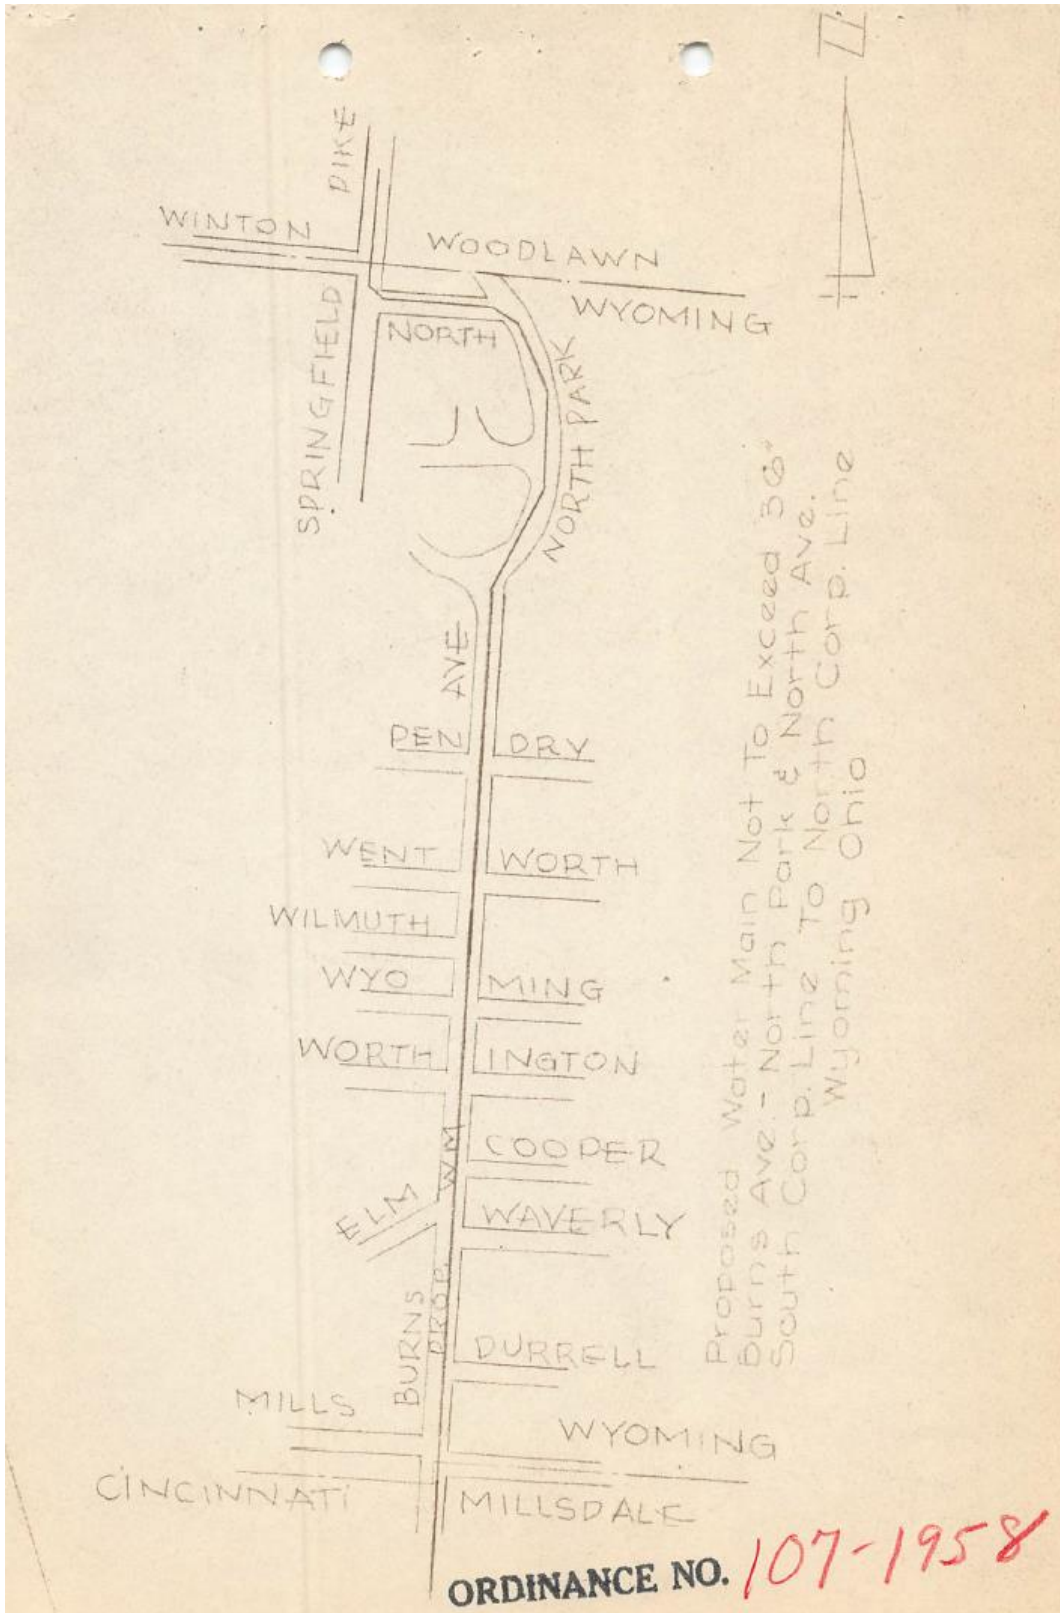 N
PIKE
WINTON
WOODLAWN
WYOMING
SPRINGFIELD
NORTH
NORTH PARK
AVE
PEN DRY
WENT WORTH
WILMUTH
WYO MING
WORTH INGTON
WM
COOPER
ELM
WAVERLY
BURNS
PROP.
DURRELL
MILLS
WYOMING
CINCINNATI
MILLSDALE
Proposed Water Main Not To Exceed 36"
Burns Ave. - North Park & North Ave.
South Corp. Line To North Corp. Line
Wyoming Ohio
ORDINANCE NO. 107-1958